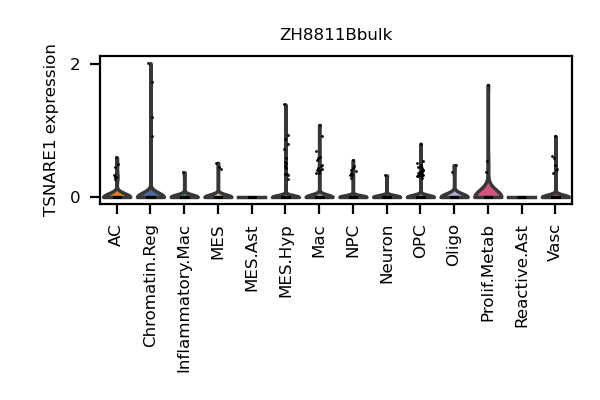 ZH8811Bbulk
TSNARE1 expression
2
0
AC
Chromatin.Reg
Inflammatory.Mac
MES
MES.Ast
MES.Hyp
Mac
NPC
Neuron
OPC
Oligo
Prolif.Metab
Reactive.Ast
Vasc